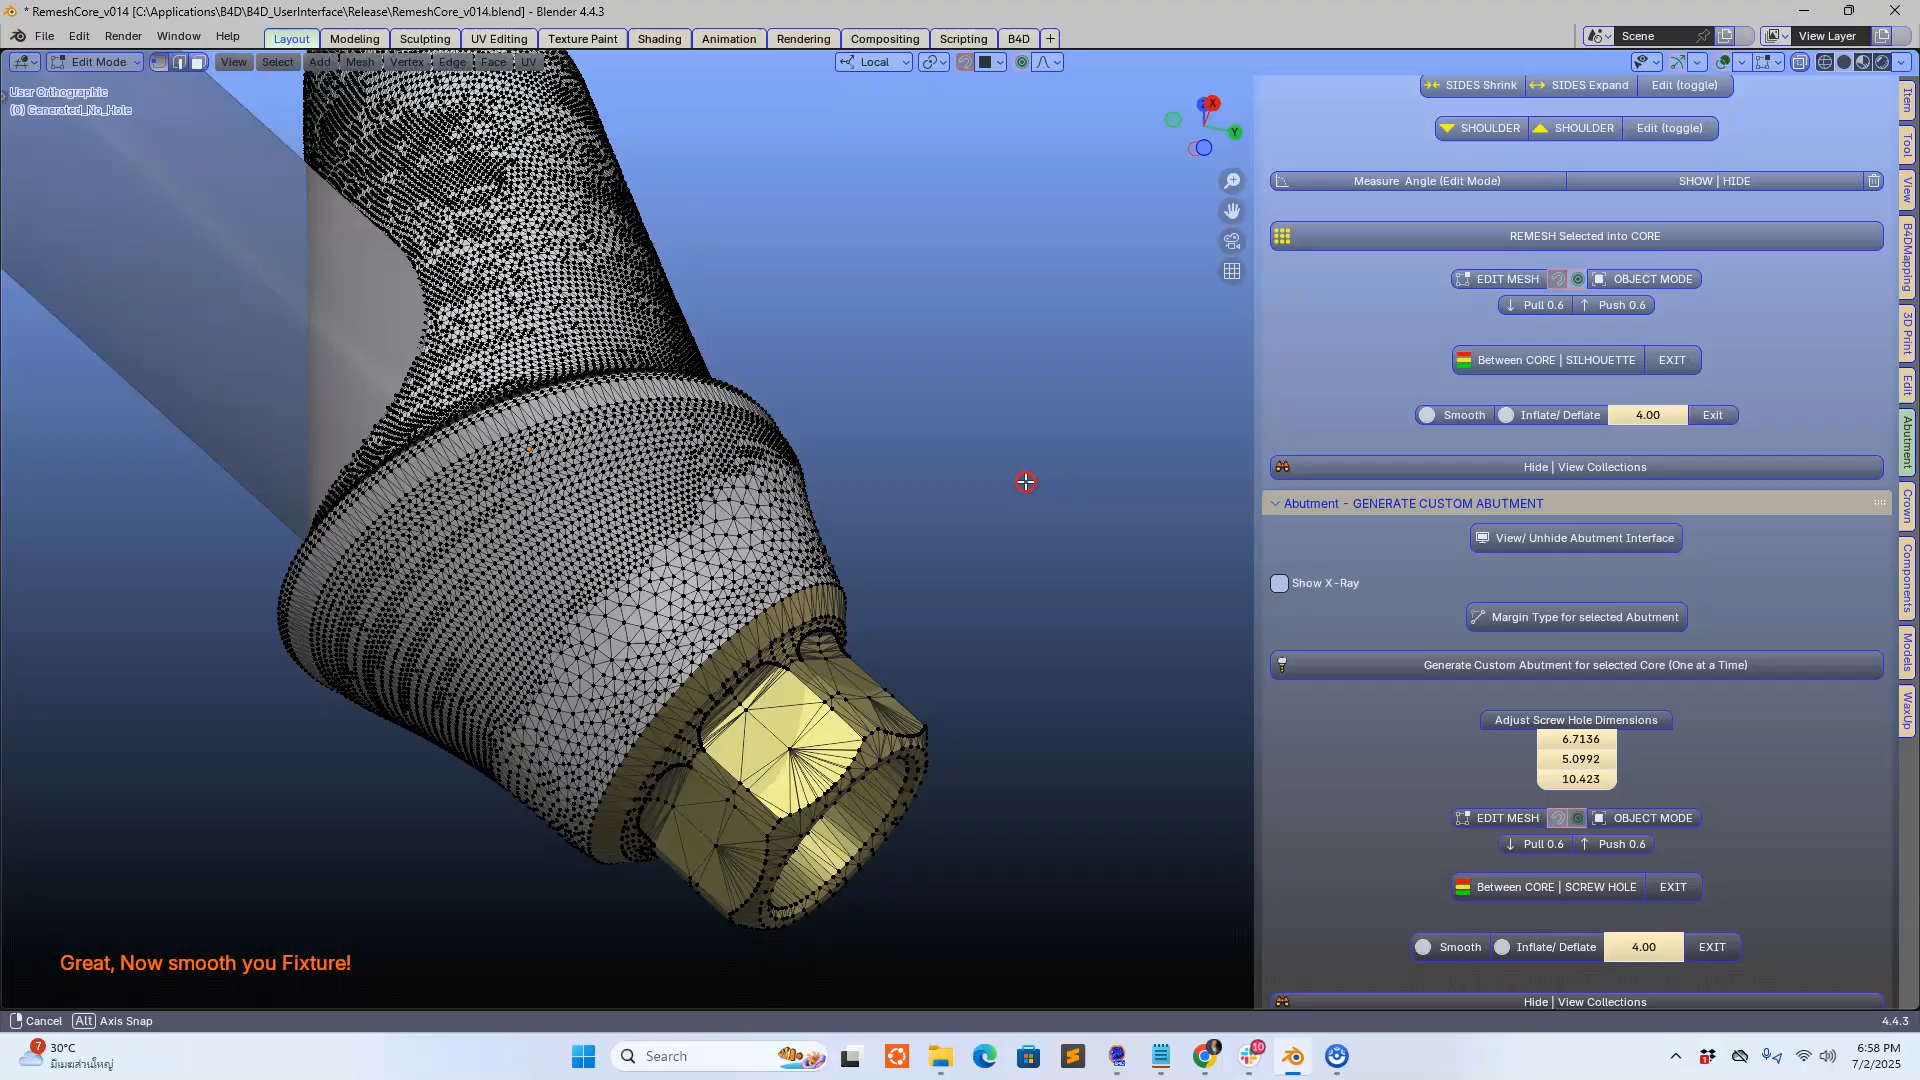 * RemeshCore_v014 [C:\Applications\B4D\B4D_UserInterface\Release\RemeshCore_v014.blend] - Blender 4.4.3
File Edit Render Window Help Layout Modeling Sculpting UV Editing Texture Paint Shading Animation Rendering Compositing Scripting B4D + Scene View Layer
Edit Mode View Select Add Mesh Vertex Edge Face UV Local
User Orthographic
(0) Generated_No_Hole
X
Y
Z
SIDES Shrink SIDES Expand Edit (toggle)
SHOULDER SHOULDER Edit (toggle)
Measure Angle (Edit Mode) SHOW | HIDE
REMESH Selected into CORE
EDIT MESH OBJECT MODE
Pull 0.6 Push 0.6
Between CORE | SILHOUETTE EXIT
Smooth Inflate/ Deflate 4.00 Exit
Hide | View Collections
Abutment - GENERATE CUSTOM ABUTMENT
View/ Unhide Abutment Interface
Show X-Ray
Margin Type for selected Abutment
Generate Custom Abutment for selected Core (One at a Time)
Adjust Screw Hole Dimensions
6.7136
5.0992
10.423
EDIT MESH OBJECT MODE
Pull 0.6 Push 0.6
Between CORE | SCREW HOLE EXIT
Smooth Inflate/ Deflate 4.00 EXIT
Hide | View Collections
Item
Tool
View
B4DMapping
3D Print
Edit
Abutment
Crown
Components
Models
WaxUp
Great, Now smooth you Fixture!
Cancel Alt Axis Snap 4.4.3
7
30°C
มีเมฆส่วนใหญ่
Search
10
1
6:58 PM
7/2/2025